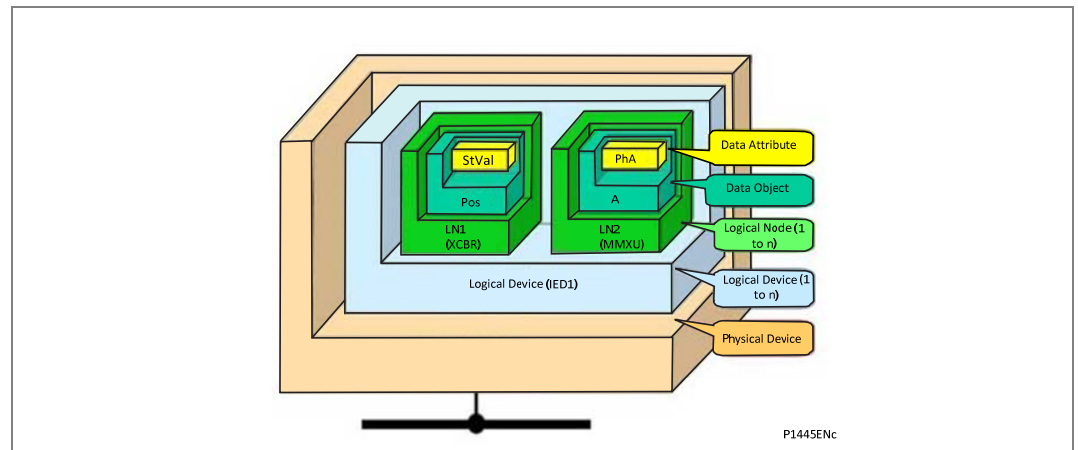 StVal
Pos
LN1
(XCBR)
PhA
A
LN2
(MMXU)
Logical Device (IED1)
Data Attribute
Data Object
Logical Node (1
to n)
Logical Device (1
to n)
Physical Device
P1445ENc